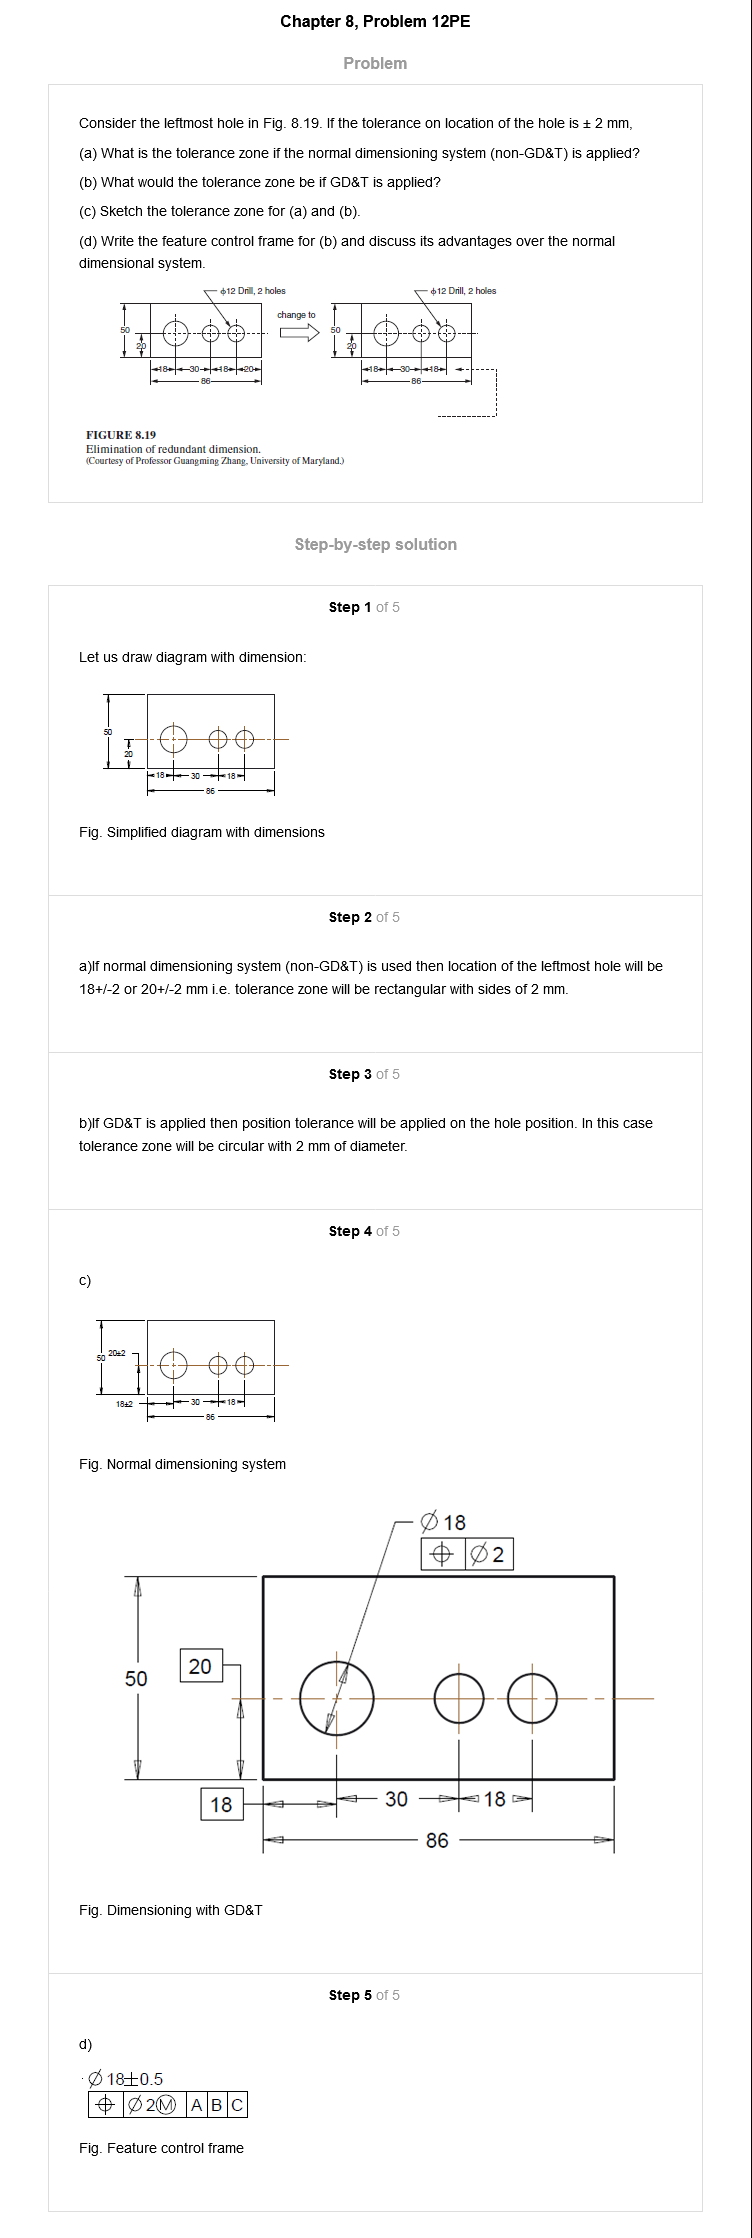 Chapter 8, Problem 12PE
Problem
Consider the leftmost hole in Fig. 8.19. If the tolerance on location of the hole is ± 2 mm,
(a) What is the tolerance zone if the normal dimensioning system (non-GD&T) is applied?
(b) What would the tolerance zone be if GD&T is applied?
(c) Sketch the tolerance zone for (a) and (b).
(d) Write the feature control frame for (b) and discuss its advantages over the normal
dimensional system.
ϕ12 Drill, 2 holes
ϕ12 Drill, 2 holes
change to
50
20
50
20
18 30 18 20
86
18 30 18
86
FIGURE 8.19
Elimination of redundant dimension.
(Courtesy of Professor Guangming Zhang, University of Maryland.)
Step-by-step solution
Step 1 of 5
Let us draw diagram with dimension:
50
20
18 30 18
86
Fig. Simplified diagram with dimensions
Step 2 of 5
a)If normal dimensioning system (non-GD&T) is used then location of the leftmost hole will be
18+/-2 or 20+/-2 mm i.e. tolerance zone will be rectangular with sides of 2 mm.
Step 3 of 5
b)If GD&T is applied then position tolerance will be applied on the hole position. In this case
tolerance zone will be circular with 2 mm of diameter.
Step 4 of 5
c)
20±2
50
18±2 30 18
86
Fig. Normal dimensioning system
∅ 18
⌖ ∅ 2
20
50
18 30 18
86
Fig. Dimensioning with GD&T
Step 5 of 5
d)
∅ 18±0.5
⌖ ∅ 2Ⓜ A B C
Fig. Feature control frame